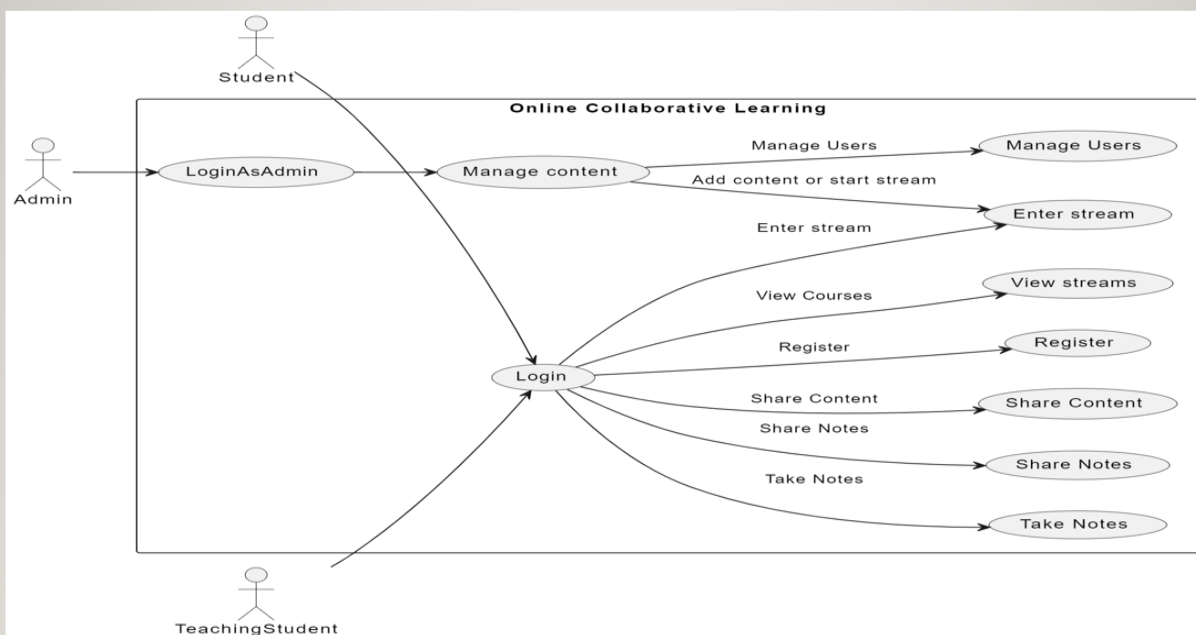 Student
Online Collaborative Learning
Admin
LoginAsAdmin
Manage content
Manage Users
Manage Users
Add content or start stream
Enter stream
Enter stream
View Courses
View streams
Register
Register
Login
Share Content
Share Content
Share Notes
Share Notes
Take Notes
Take Notes
TeachingStudent